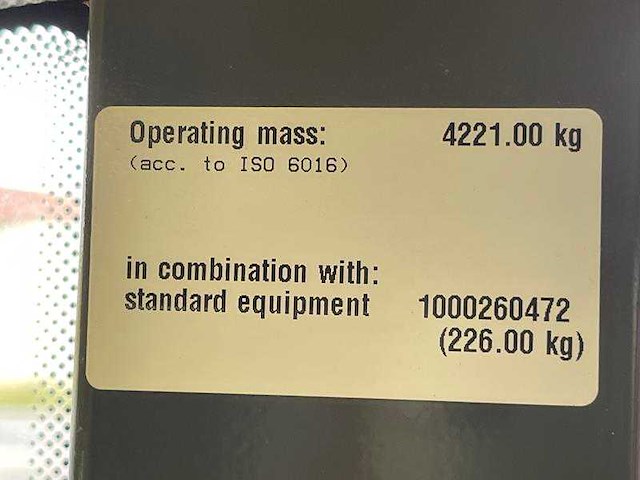 Operating mass: 4221.00 kg
(acc. to ISO 6016)
in combination with:
standard equipment 1000260472
(226.00 kg)